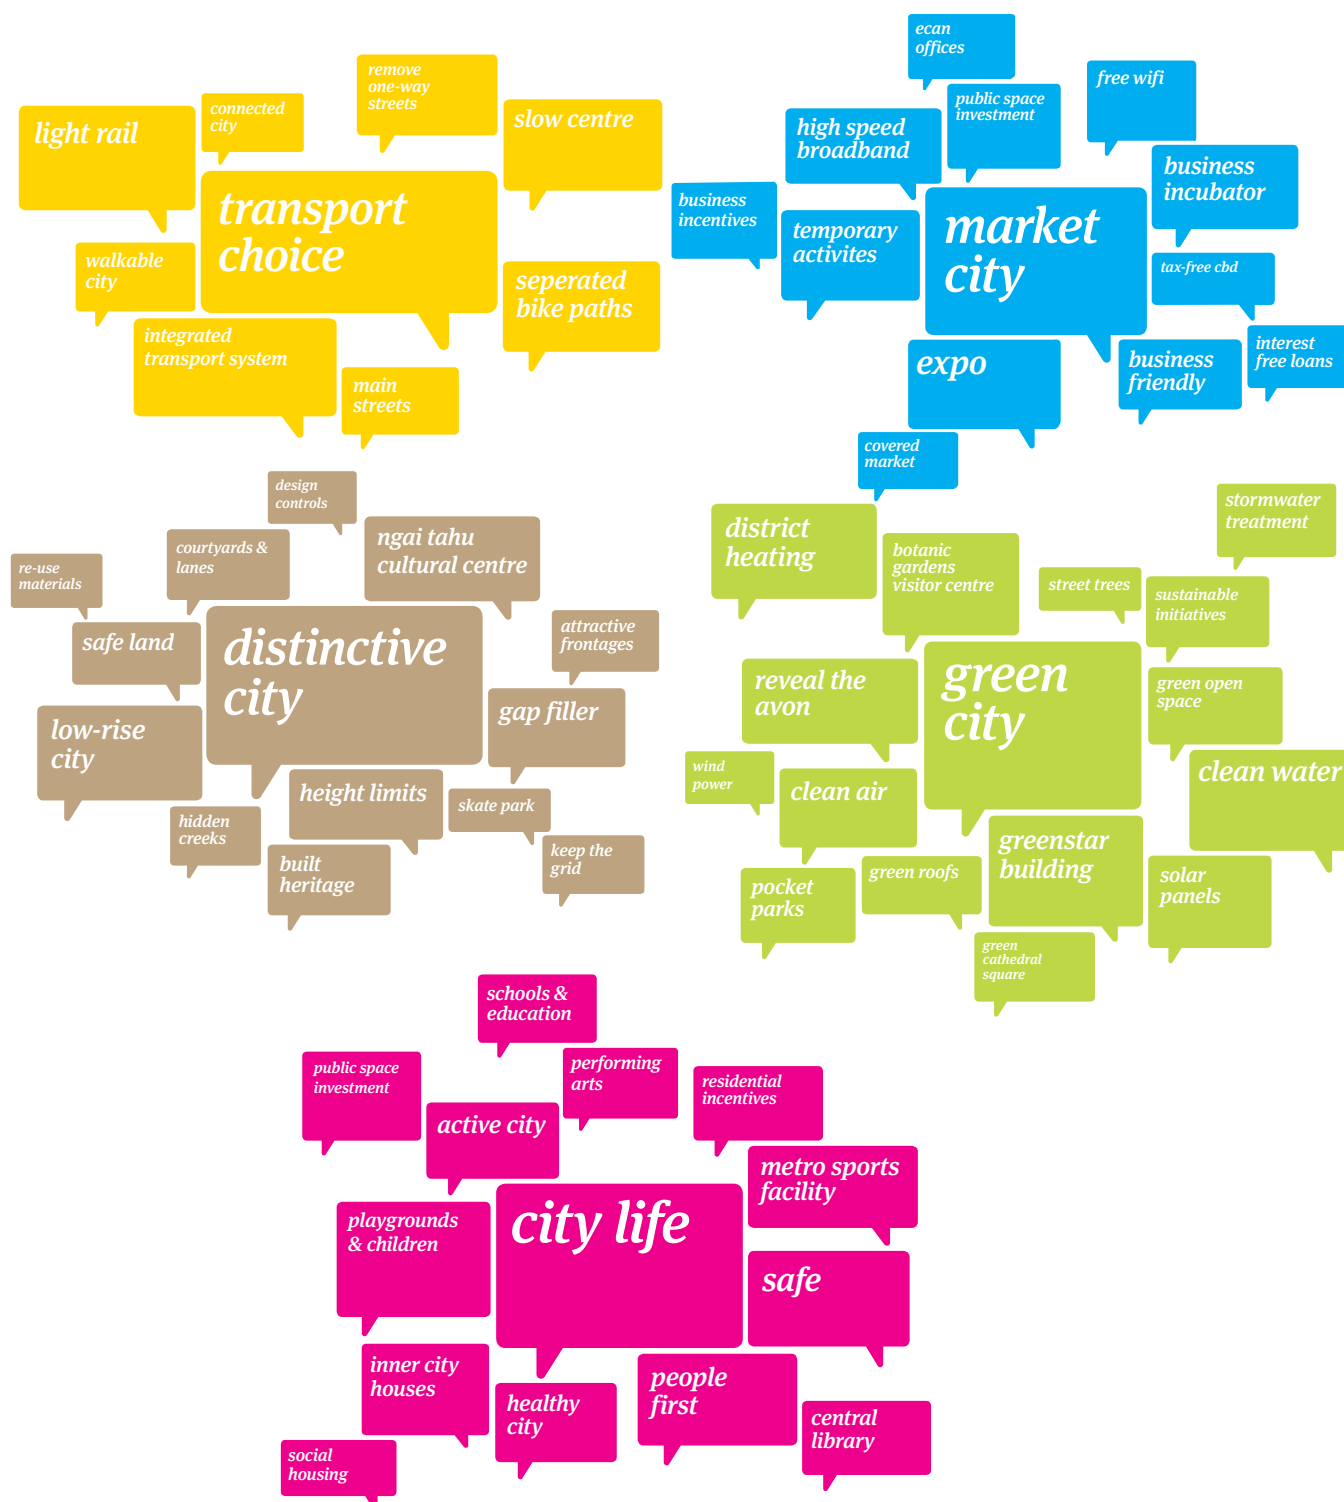 light rail
connected
city
remove
one-way
streets
slow centre
transport
choice
walkable
city
seperated
bike paths
integrated
transport system
main
streets
ecan
offices
free wifi
public space
investment
high speed
broadband
business
incubator
business
incentives
temporary
activites
market
city
tax-free cbd
expo
business
friendly
interest
free loans
covered
market
design
controls
courtyards &
lanes
ngai tahu
cultural centre
re-use
materials
safe land
distinctive
city
attractive
frontages
low-rise
city
gap filler
height limits
skate park
hidden
creeks
built
heritage
keep the
grid
district
heating
botanic
gardens
visitor centre
stormwater
treatment
street trees
sustainable
initiatives
reveal the
avon
green
city
green open
space
wind
power
clean air
clean water
pocket
parks
green roofs
greenstar
building
solar
panels
green
cathedral
square
schools &
education
public space
investment
performing
arts
residential
incentives
active city
metro sports
facility
playgrounds
& children
city life
safe
inner city
houses
healthy
city
people
first
central
library
social
housing